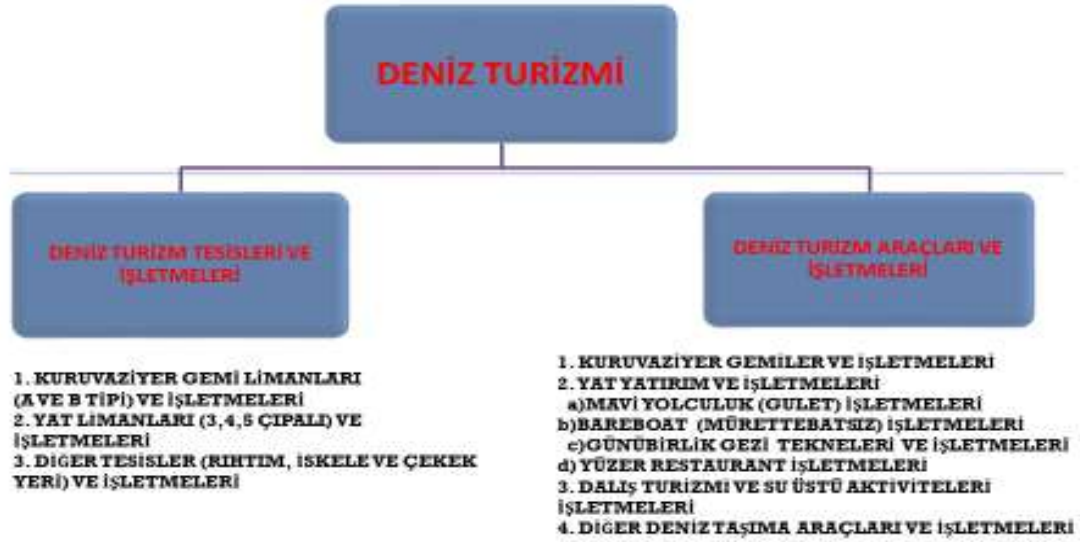 DENİZ TURİZMİ
DENİZ TURİZM TESİSLERİ VE
İŞLETMELERİ
1. KURUVAZİYER GEMİ LİMANLARI
(A VE B TİPİ) VE İŞLETMELERİ
2. YAT LİMANLARI (3,4,5 ÇIPALI) VE
İŞLETMELERİ
3. DİĞER TESİSLER (RIHTIM, İSKELE VE ÇEKEK
YERİ) VE İŞLETMELERİ
DENİZ TURİZM ARAÇLARI VE
İŞLETMELERİ
1. KURUVAZİYER GEMİLER VE İŞLETMELERİ
2. YAT YATIRIM VE İŞLETMELERİ
a)MAVİ YOLCULUK (GULET) İŞLETMELERİ
b)BAREBOAT (MÜRETTEBATSIZ) İŞLETMELERİ
c)GÜNÜBİRLİK GEZİ TEKNELERİ VE İŞLETMELERİ
d) YÜZER RESTAURANT İŞLETMELERİ
3. DALIŞ TURİZMİ VE SU ÜSTÜ AKTİVİTELERİ
İŞLETMELERİ
4. DİĞER DENİZ TAŞIMA ARAÇLARI VE İŞLETMELERİ